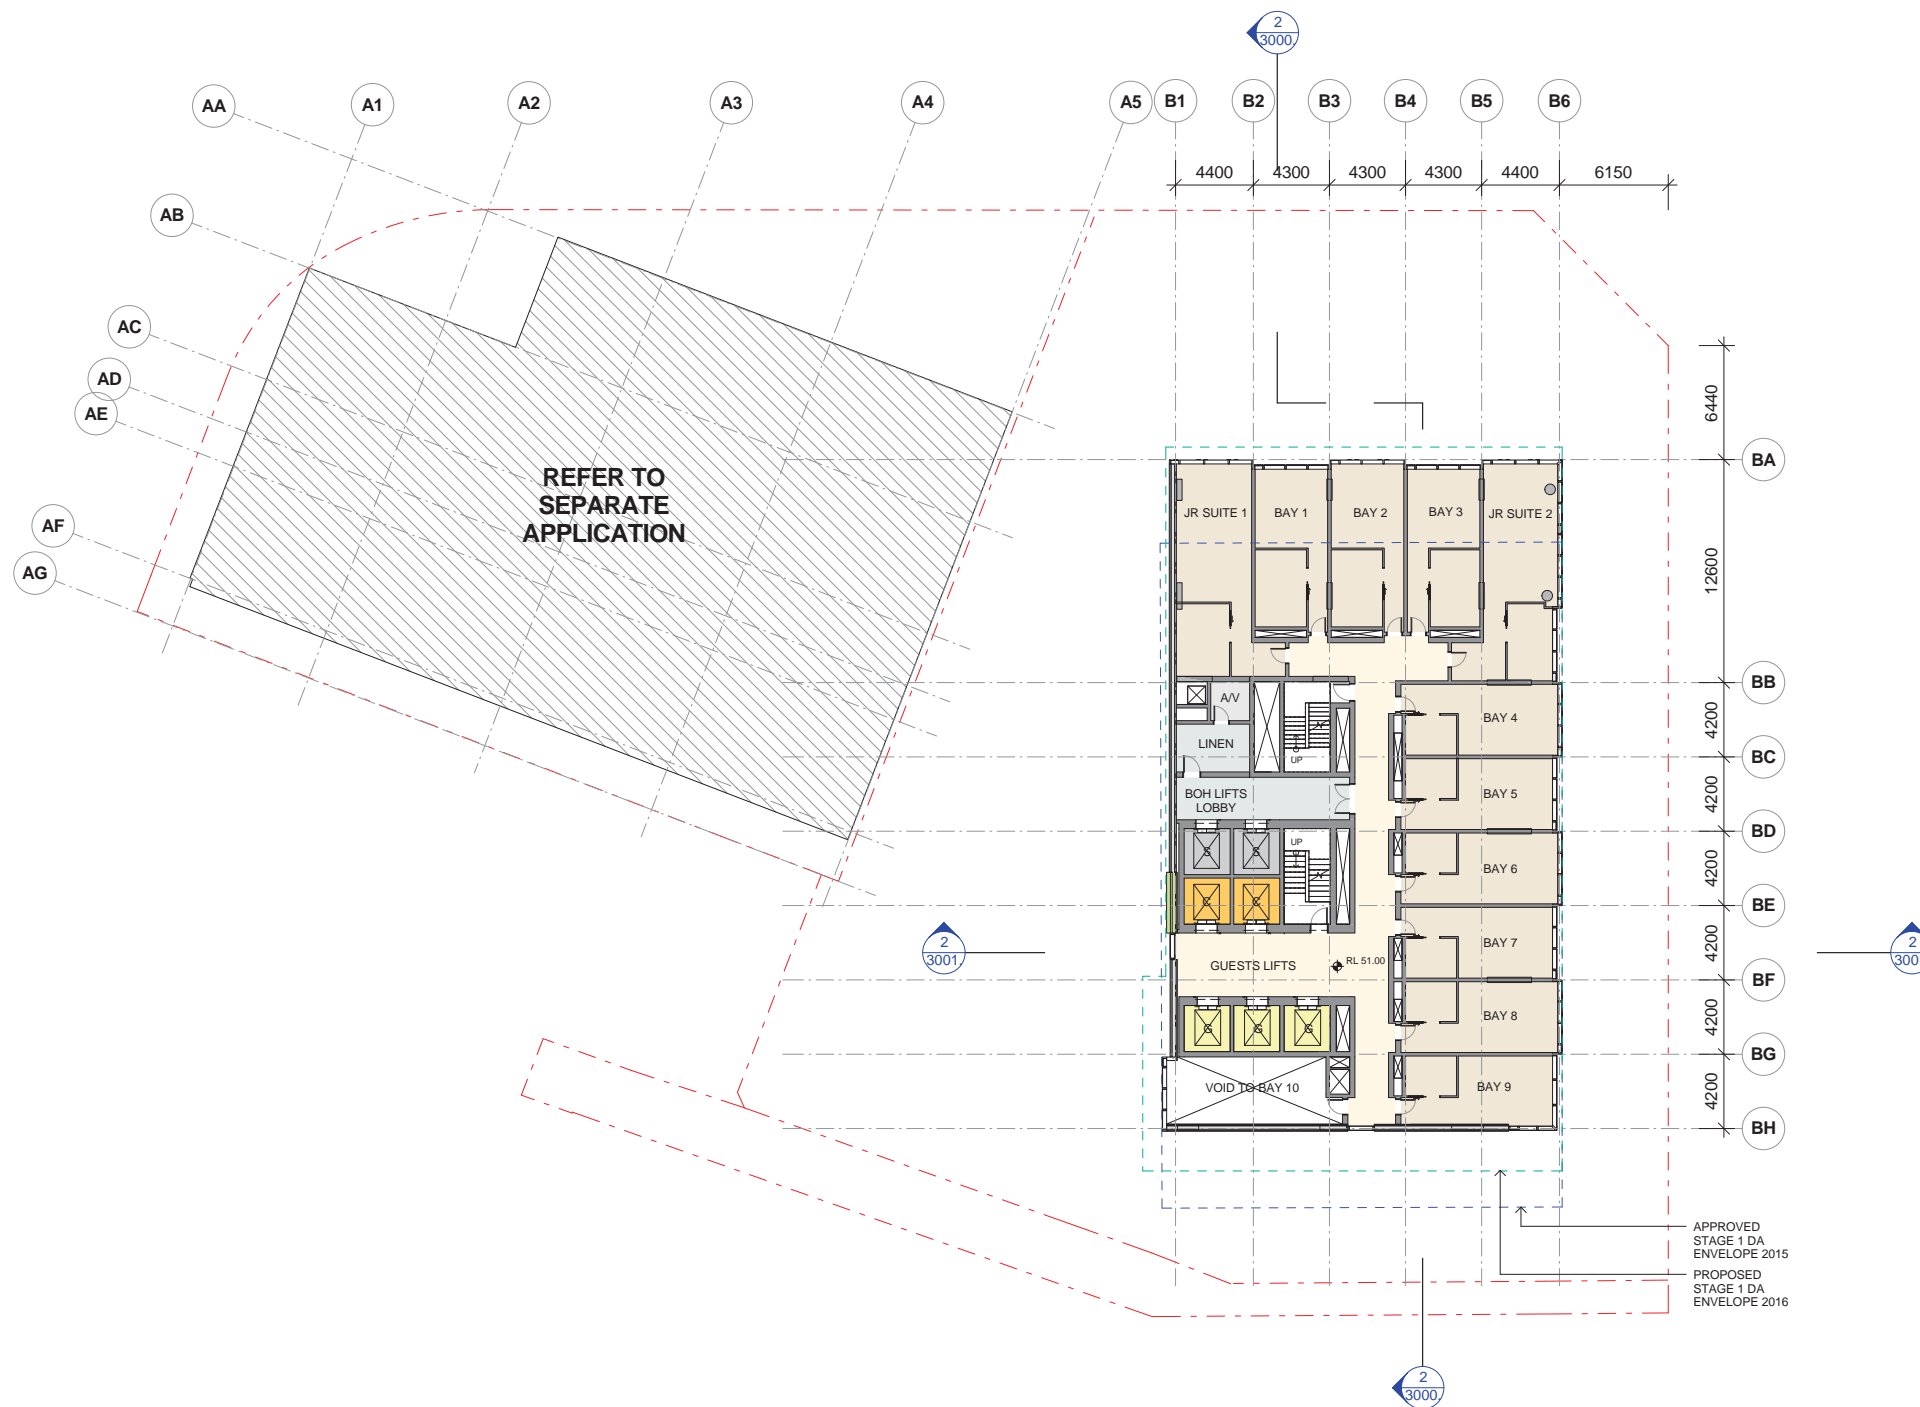 2
3000.
AA
A1
A2
A3
A4
A5
B1
B2
B3
B4
B5
B6
4400
4300
4300
4300
4400
6150
AB
AC
AD
AE
AF
AG
REFER TO
SEPARATE
APPLICATION
6440
BA
12600
BB
4200
BC
4200
BD
4200
BE
4200
BF
4200
BG
4200
BH
JR SUITE 1
BAY 1
BAY 2
BAY 3
JR SUITE 2
A/V
LINEN
UP
BOH LIFTS
LOBBY
BAY 4
BAY 5
BAY 6
BAY 7
BAY 8
BAY 9
S
S
UP
C
C
GUESTS LIFTS
RL 51.00
G
G
G
VOID TO BAY 10
2
3001.
2
300
APPROVED
STAGE 1 DA
ENVELOPE 2015
PROPOSED
STAGE 1 DA
ENVELOPE 2016
2
3000.